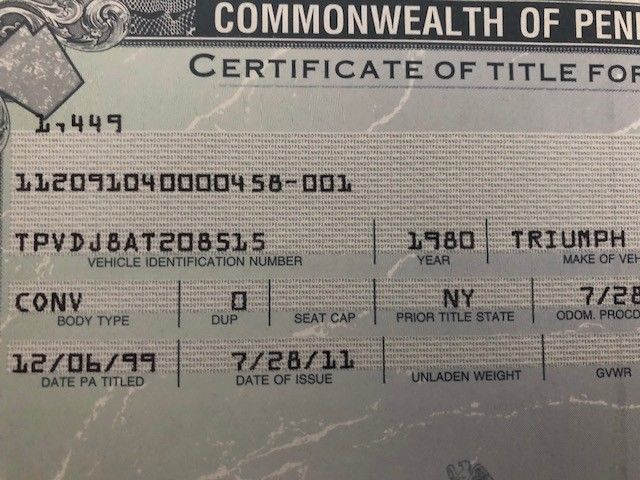 COMMONWEALTH OF PEN
CERTIFICATE OF TITLE FOR
1,449
112091040000458-001
TPVDJ8AT208515 1980 TRIUMPH
VEHICLE IDENTIFICATION NUMBER YEAR MAKE OF VEH
CONV 0 NY 7/28
BODY TYPE DUP SEAT CAP PRIOR TITLE STATE ODOM. PROCD
12/06/99 7/28/11
DATE PA TITLED DATE OF ISSUE UNLADEN WEIGHT GVWR